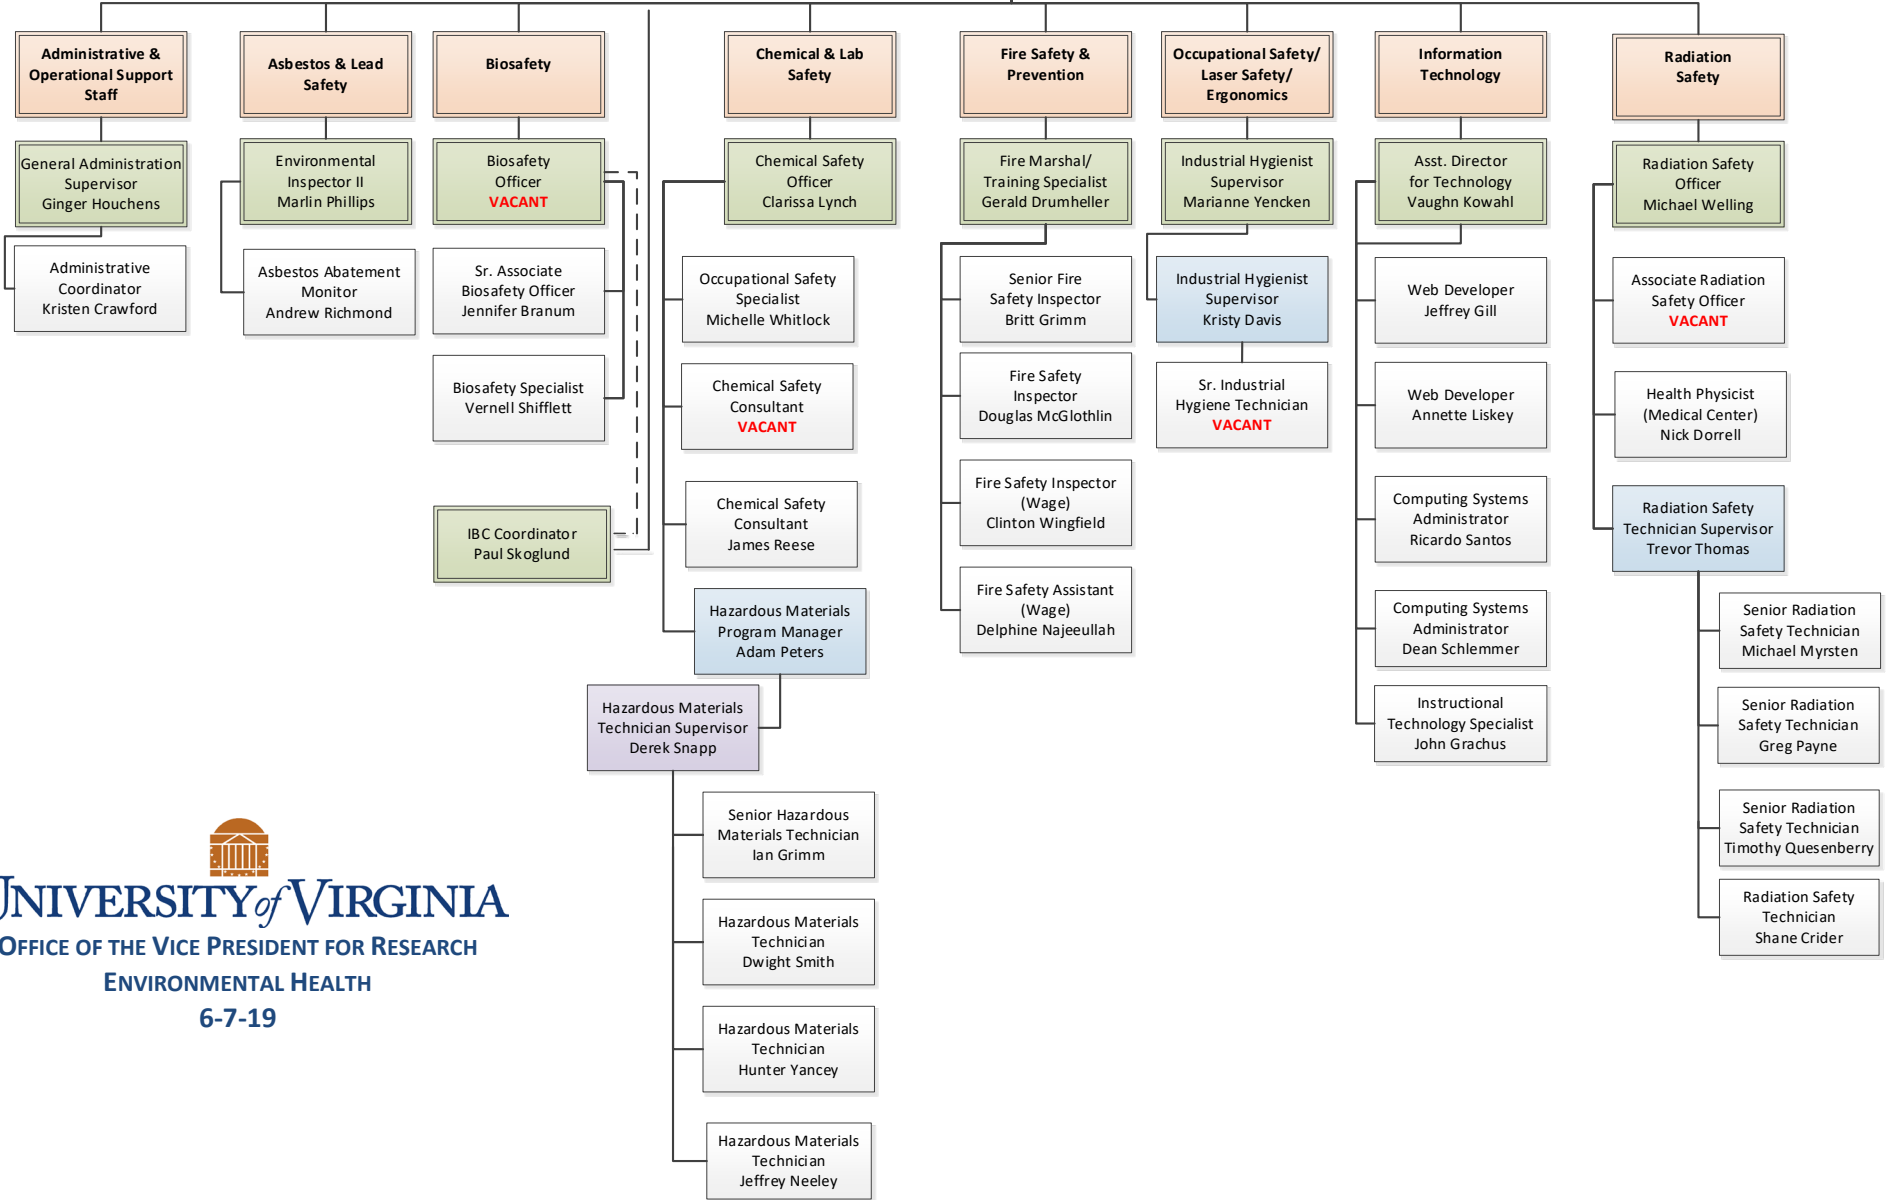 Administrative &
Operational Support
Staff
General Administration
Supervisor
Ginger Houchens
Administrative
Coordinator
Kristen Crawford
Asbestos & Lead
Safety
Environmental
Inspector II
Marlin Phillips
Asbestos Abatement
Monitor
Andrew Richmond
Biosafety
Biosafety
Officer
VACANT
Sr. Associate
Biosafety Officer
Jennifer Branum
Biosafety Specialist
Vernell Shifflett
IBC Coordinator
Paul Skoglund
Chemical & Lab
Safety
Chemical Safety
Officer
Clarissa Lynch
Occupational Safety
Specialist
Michelle Whitlock
Chemical Safety
Consultant
VACANT
Chemical Safety
Consultant
James Reese
Hazardous Materials
Program Manager
Adam Peters
Hazardous Materials
Technician Supervisor
Derek Snapp
Senior Hazardous
Materials Technician
Ian Grimm
Hazardous Materials
Technician
Dwight Smith
Hazardous Materials
Technician
Hunter Yancey
Hazardous Materials
Technician
Jeffrey Neeley
Fire Safety &
Prevention
Fire Marshal/
Training Specialist
Gerald Drumheller
Senior Fire
Safety Inspector
Britt Grimm
Fire Safety
Inspector
Douglas McGlothlin
Fire Safety Inspector
(Wage)
Clinton Wingfield
Fire Safety Assistant
(Wage)
Delphine Najeeullah
Occupational Safety/
Laser Safety/
Ergonomics
Industrial Hygienist
Supervisor
Marianne Yencken
Industrial Hygienist
Supervisor
Kristy Davis
Sr. Industrial
Hygiene Technician
VACANT
Information
Technology
Asst. Director
for Technology
Vaughn Kowahl
Web Developer
Jeffrey Gill
Web Developer
Annette Liskey
Computing Systems
Administrator
Ricardo Santos
Computing Systems
Administrator
Dean Schlemmer
Instructional
Technology Specialist
John Grachus
Radiation
Safety
Radiation Safety
Officer
Michael Welling
Associate Radiation
Safety Officer
VACANT
Health Physicist
(Medical Center)
Nick Dorrell
Radiation Safety
Technician Supervisor
Trevor Thomas
Senior Radiation
Safety Technician
Michael Myrsten
Senior Radiation
Safety Technician
Greg Payne
Senior Radiation
Safety Technician
Timothy Quesenberry
Radiation Safety
Technician
Shane Crider
UNIVERSITY of VIRGINIA
OFFICE OF THE VICE PRESIDENT FOR RESEARCH
ENVIRONMENTAL HEALTH
6-7-19